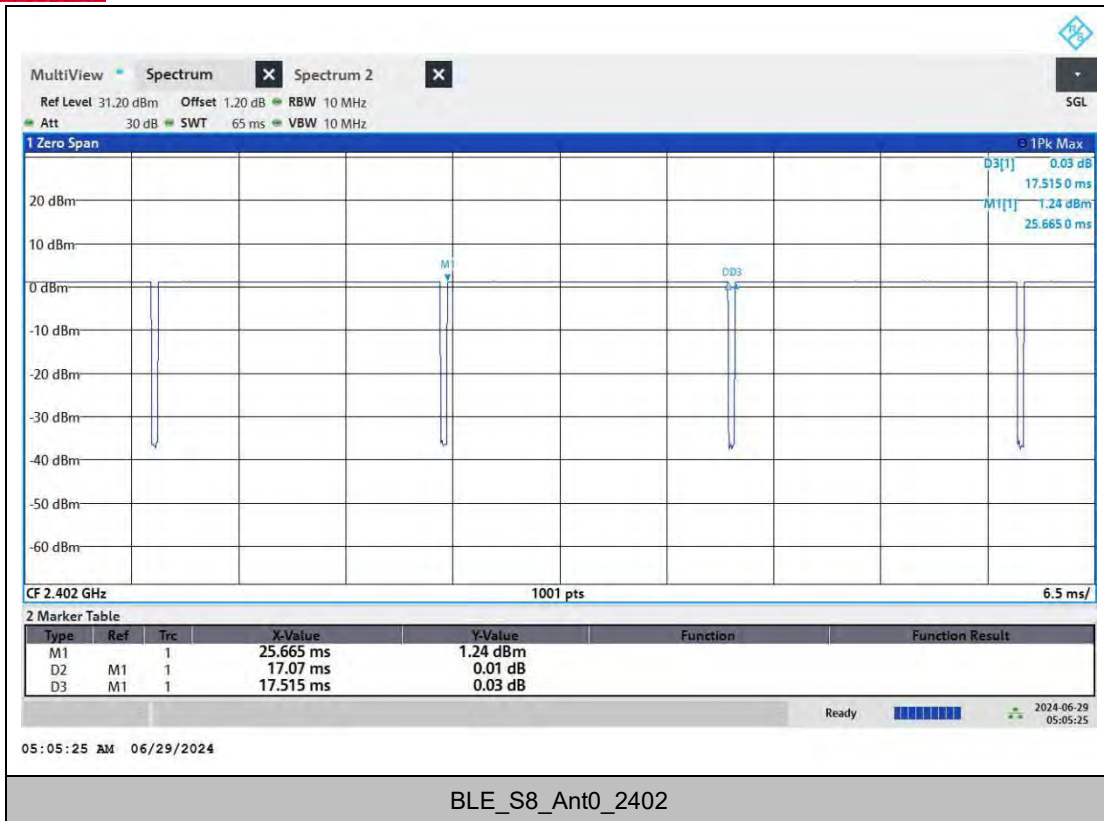 R&S
MultiView Spectrum X Spectrum 2 X
Ref Level 31.20 dBm Offset 1.20 dB RBW 10 MHz SGL
Att 30 dB SWT 65 ms VBW 10 MHz
1 Zero Span 1Pk Max
D3[1] 0.03 dB
17.515 0 ms
M1[1] 1.24 dBm
25.665 0 ms
20 dBm
10 dBm
M1
DD3
0 dBm
-10 dBm
-20 dBm
-30 dBm
-40 dBm
-50 dBm
-60 dBm
CF 2.402 GHz 1001 pts 6.5 ms/
2 Marker Table
Type Ref Trc X-Value Y-Value Function Function Result
M1 1 25.665 ms 1.24 dBm
D2 M1 1 17.07 ms 0.01 dB
D3 M1 1 17.515 ms 0.03 dB
Ready 2024-06-29
05:05:25
05:05:25 AM 06/29/2024
BLE_S8_Ant0_2402